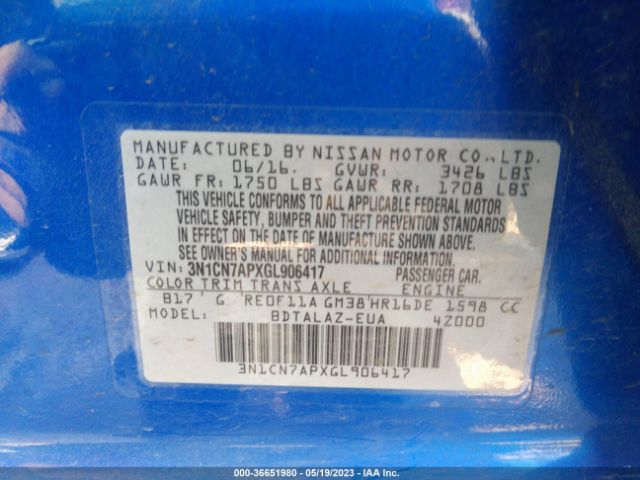 MANUFACTURED BY NISSAN MOTOR CO., LTD.
DATE: 06/16. GVWR: 3426 LBS
GAWR FR: 1750 LBS GAWR RR: 1708 LBS
THIS VEHICLE CONFORMS TO ALL APPLICABLE FEDERAL MOTOR
VEHICLE SAFETY, BUMPER AND THEFT PREVENTION STANDARDS
IN EFFECT ON THE DATE OF MANUFACTURE SHOWN ABOVE.
SEE OWNER'S MANUAL FOR ADDITIONAL INFORMATION.
VIN: 3N1CN7APXGL906417 PASSENGER CAR.
COLOR TRIM TRANS AXLE ENGINE
B17 G RE0F11A GM38 HR16DE 1598 CC
MODEL: BDTALAZ-EUA 4Z000
3N1CN7APXGL906417
000-36651980 - 05/19/2023 - IAA Inc.